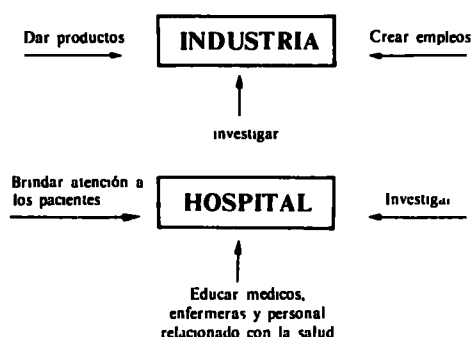 Dar productos
INDUSTRIA
Crear empleos
investigar
Brindar atención a
los pacientes
HOSPITAL
Investigar
Educar medicos,
enfermeras y personal
relacionado con la salud